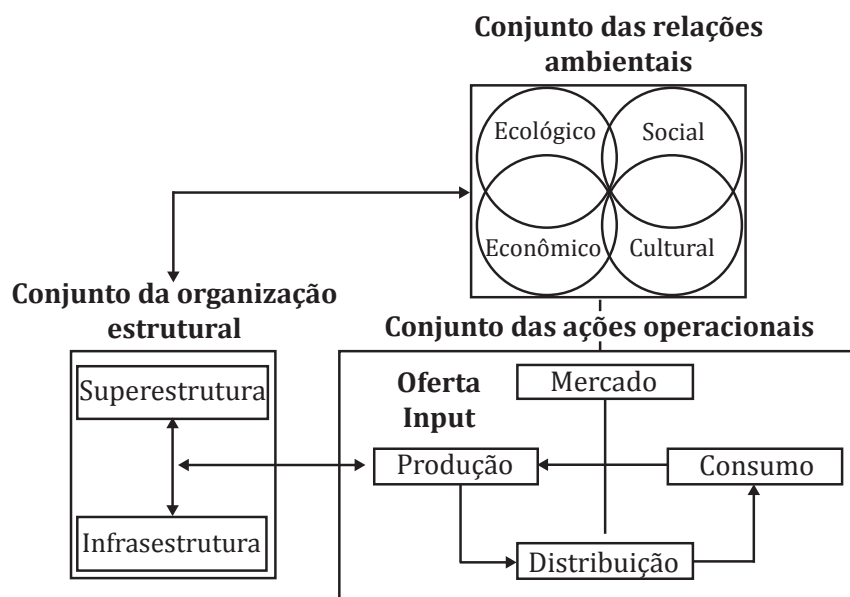 Conjunto das relações
ambientais
Ecológico
Social
Econômico
Cultural
Conjunto da organização
estrutural
Superestrutura
Infrasestrutura
Conjunto das ações operacionais
Oferta
Input
Mercado
Produção
Consumo
Distribuição